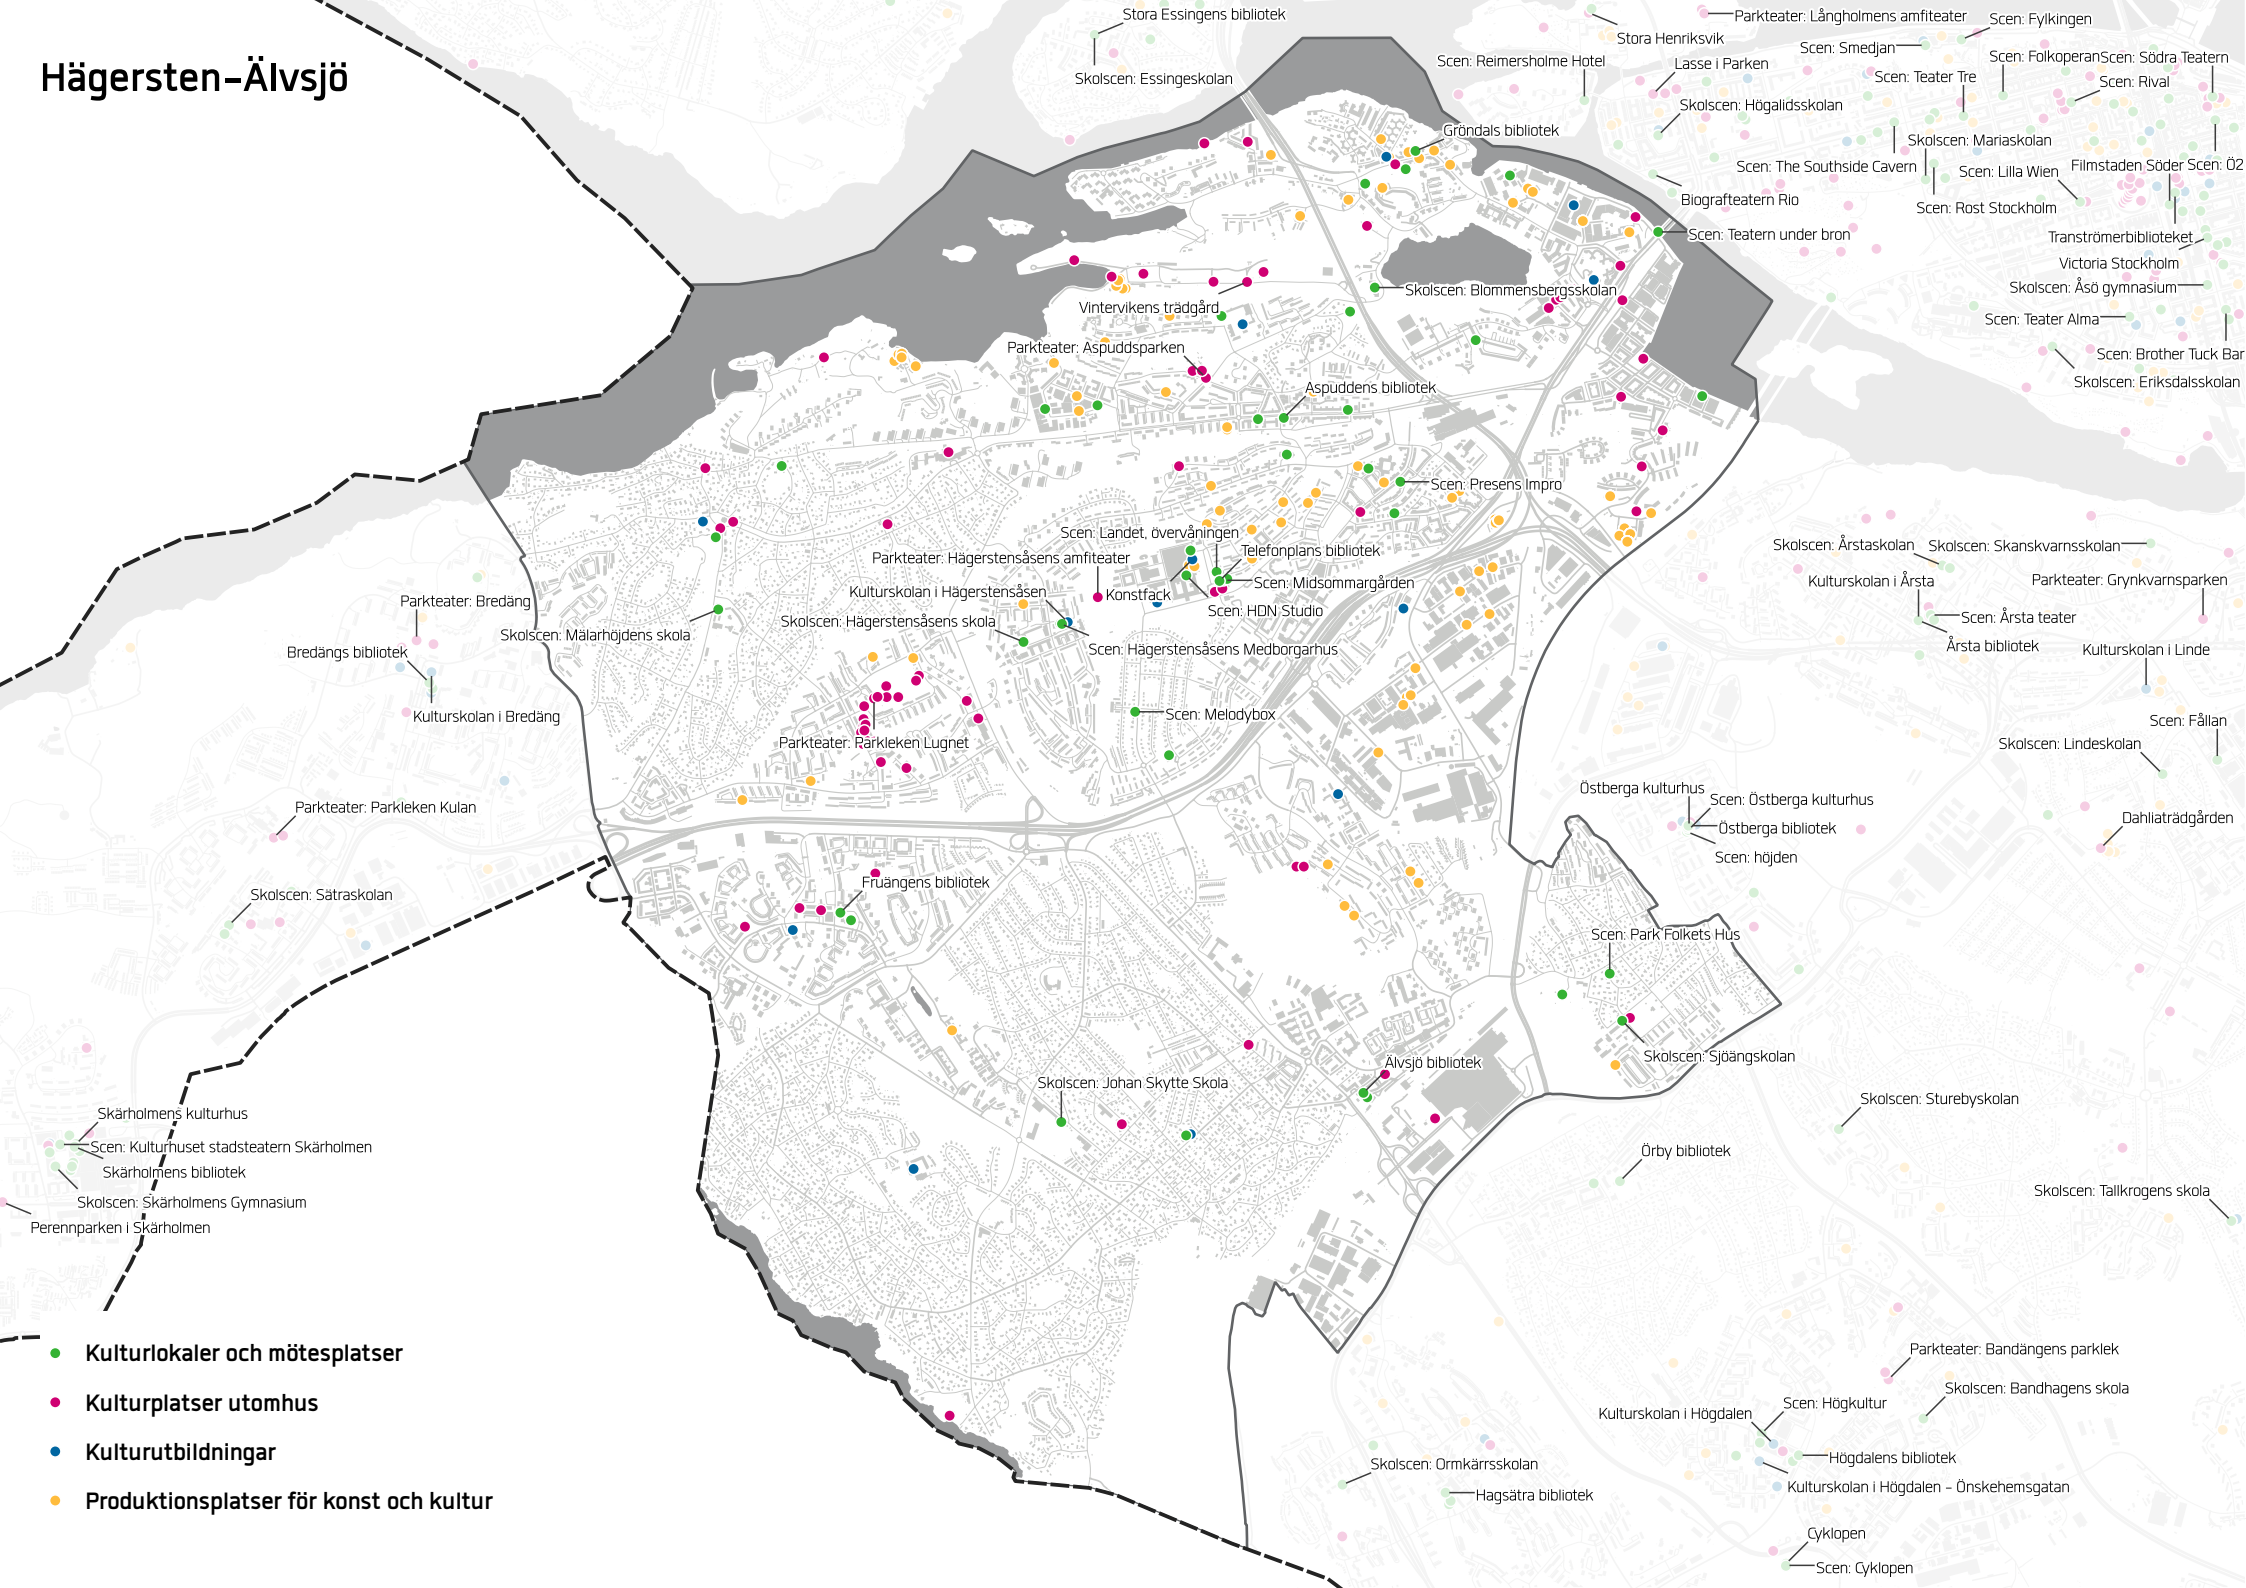 Hägersten-Älvsjö
Stora Essingens bibliotek
Skolscen: Essingeskolan
Parkteater: Långholmens amfiteater
Stora Henriksvik
Scen: Fylkingen
Scen: Smedjan
Scen: Folkoperan
Scen: Södra Teatern
Scen: Reimersholme Hotel
Lasse i Parken
Scen: Teater Tre
Scen: Rival
Skolscen: Högalidsskolan
Gröndals bibliotek
Skolscen: Mariaskolan
Scen: The Southside Cavern
Scen: Lilla Wien
Filmstaden Söder
Scen: Ö2
Biografteatern Rio
Scen: Rost Stockholm
Scen: Teatern under bron
Tranströmerbiblioteket
Victoria Stockholm
Skolscen: Åsö gymnasium
Skolscen: Blommensbergsskolan
Vintervikens trädgård
Scen: Teater Alma
Parkteater: Aspuddsparken
Scen: Brother Tuck Bar
Skolscen: Eriksdalsskolan
Aspuddens bibliotek
Scen: Presens Impro
Scen: Landet, övervåningen
Telefonplans bibliotek
Parkteater: Hägerstensåsens amfiteater
Scen: Midsommargården
Kulturskolan i Hägerstensåsen
Konstfack
Scen: HDN Studio
Skolscen: Hägerstensåsens skola
Skolscen: Mälarhöjdens skola
Scen: Hägerstensåsens Medborgarhus
Skolscen: Årstaskolan
Skolscen: Skanskvarnsskolan
Kulturskolan i Årsta
Parkteater: Grynkvarnsparken
Scen: Årsta teater
Årsta bibliotek
Kulturskolan i Linde
Parkteater: Bredäng
Bredängs bibliotek
Kulturskolan i Bredäng
Scen: Melodybox
Parkteater: Parkleken Lugnet
Scen: Fållan
Skolscen: Lindeskolan
Östberga kulturhus
Scen: Östberga kulturhus
Östberga bibliotek
Scen: höjden
Dahliaträdgården
Parkteater: Parkleken Kulan
Skolscen: Sätraskolan
Fruängens bibliotek
Scen: Park Folkets Hus
Skolscen: Sjöängskolan
Älvsjö bibliotek
Skolscen: Johan Skytte Skola
Skolscen: Sturebyskolan
Örby bibliotek
Skolscen: Tallkrogens skola
Skärholmens kulturhus
Scen: Kulturhuset stadsteatern Skärholmen
Skärholmens bibliotek
Skolscen: Skärholmens Gymnasium
Perennparken i Skärholmen
Parkteater: Bandängens parklek
Skolscen: Bandhagens skola
Scen: Högkultur
Kulturskolan i Högdalen
Högdalens bibliotek
Kulturskolan i Högdalen - Önskehemsgatan
Skolscen: Ormkärrsskolan
Hagsätra bibliotek
Cyklopen
Scen: Cyklopen
Kulturlokaler och mötesplatser
Kulturplatser utomhus
Kulturutbildningar
Produktionsplatser för konst och kultur